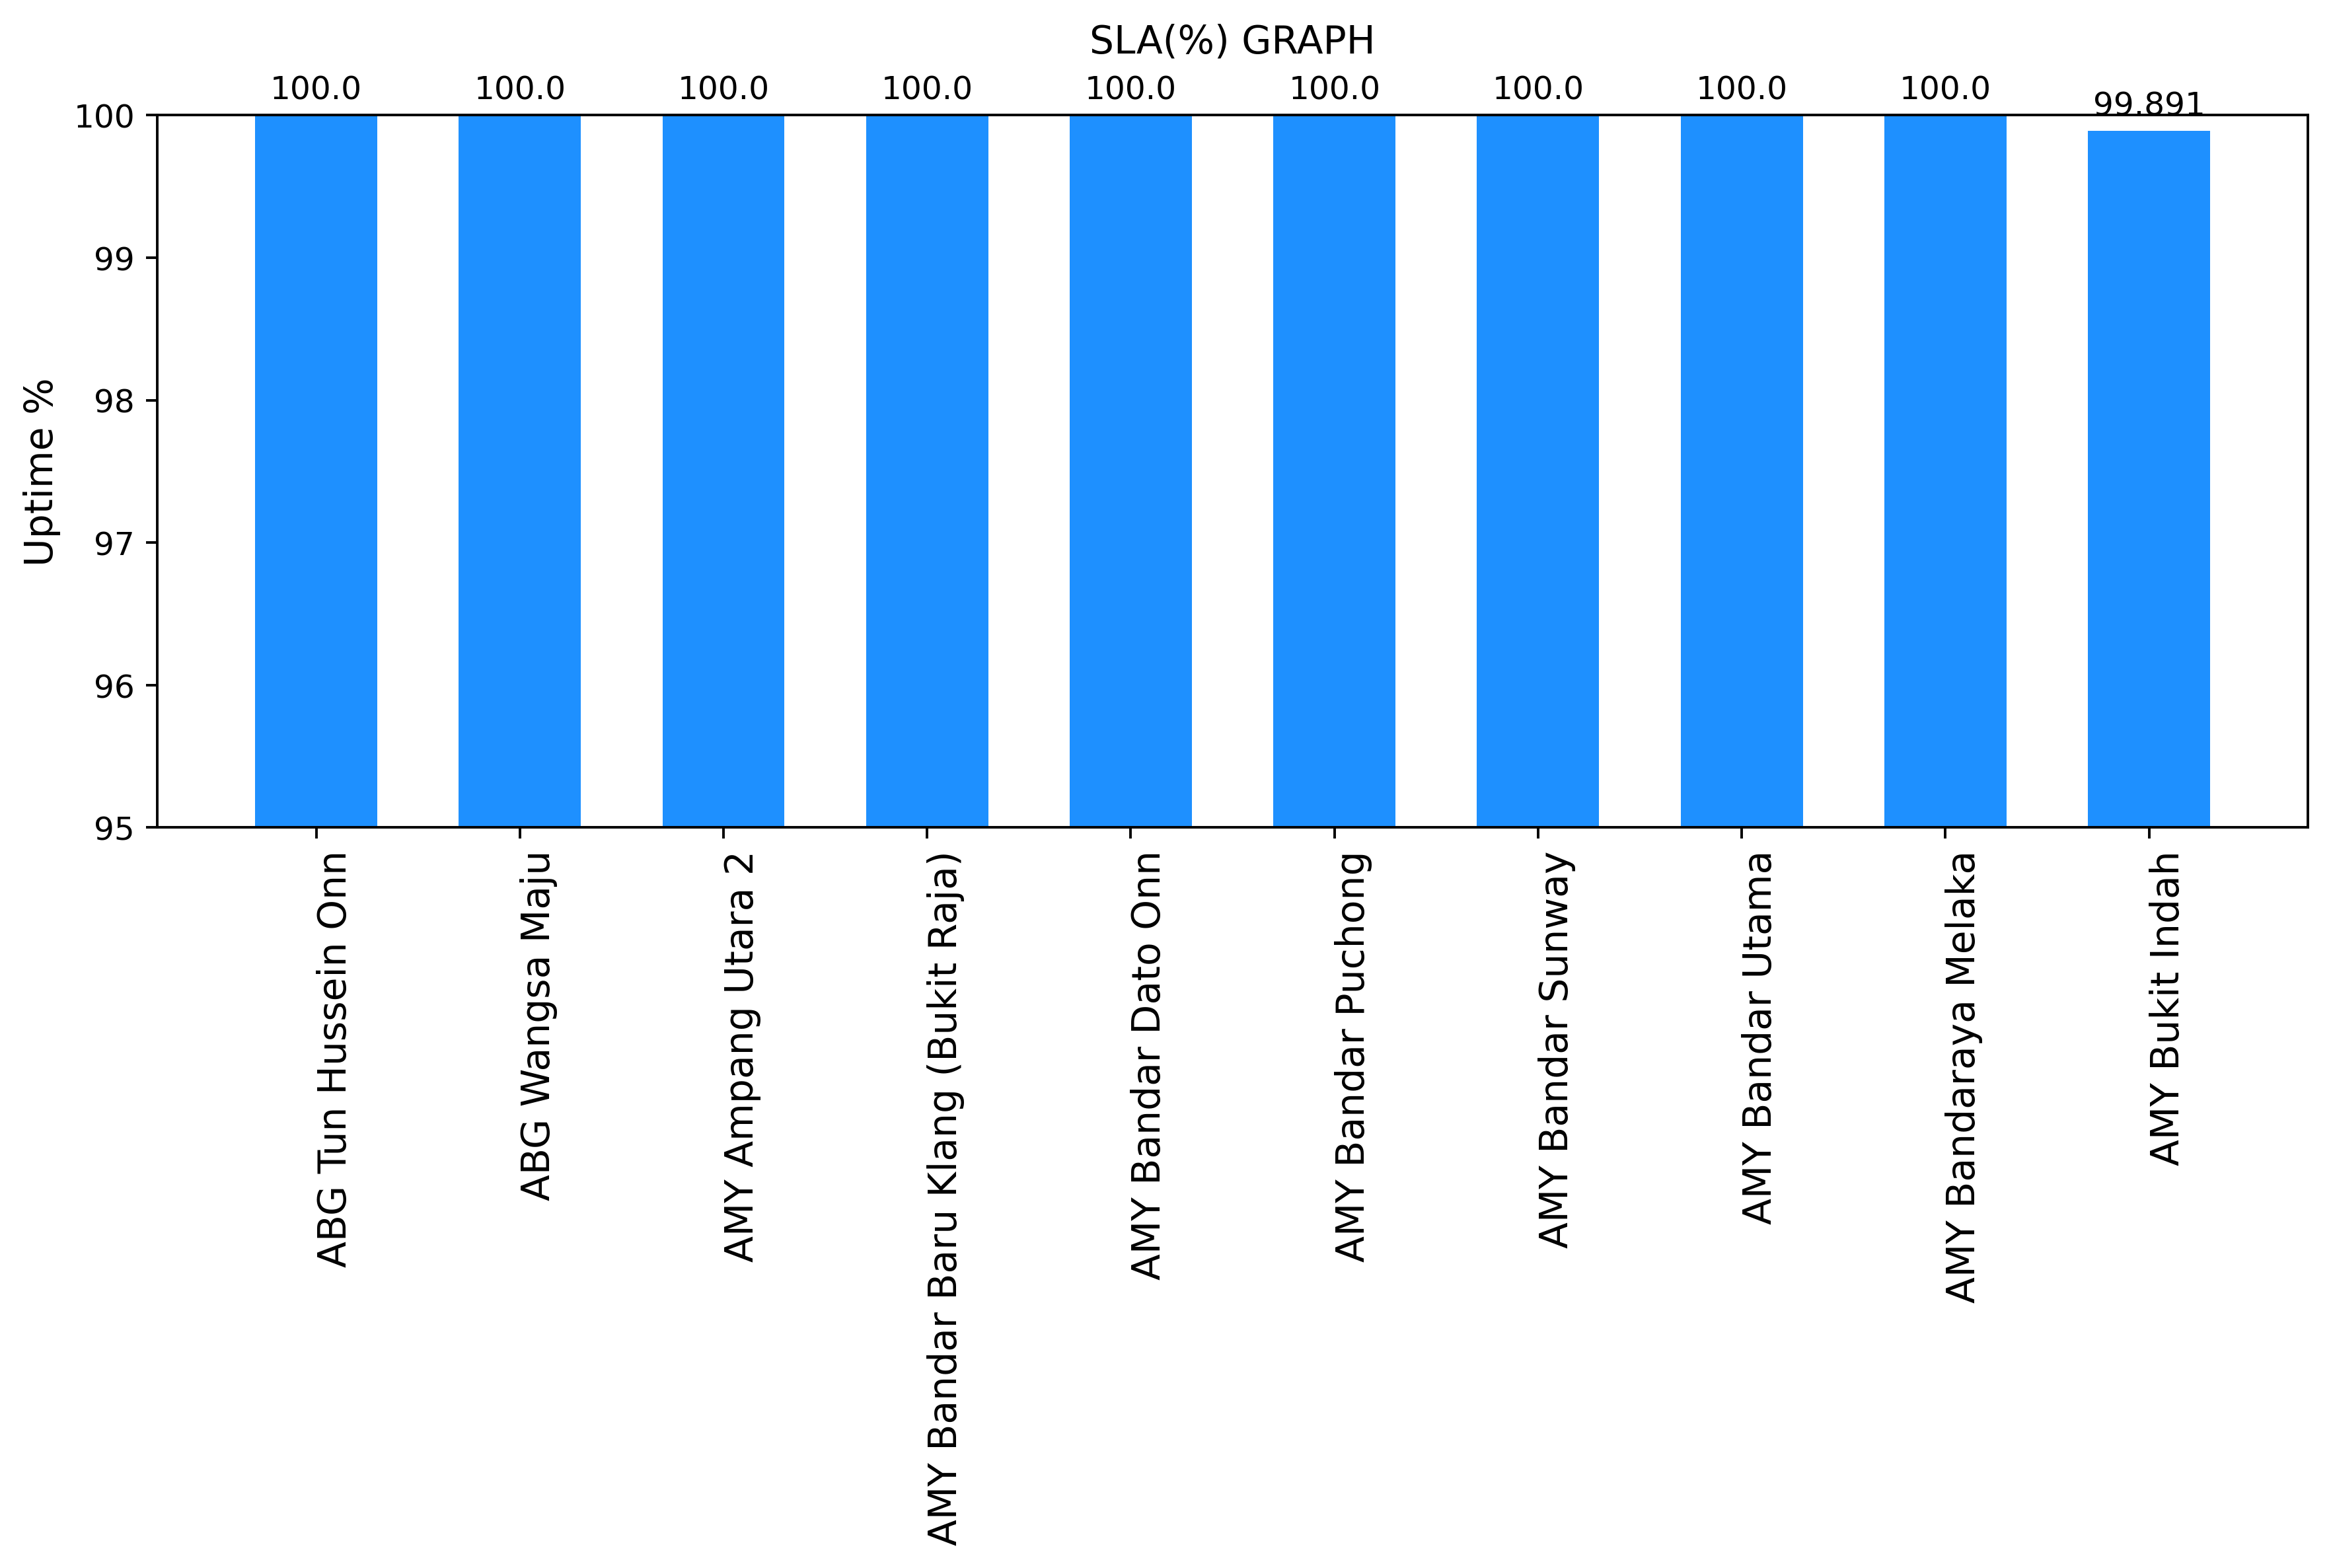 SLA(%) GRAPH
100.0 100.0 100.0 100.0 100.0 100.0 100.0 100.0 100.0 99.891
Uptime %
100
99
98
97
96
95
ABG Tun Hussein Onn
ABG Wangsa Maju
AMY Ampang Utara 2
AMY Bandar Baru Klang (Bukit Raja)
AMY Bandar Dato Onn
AMY Bandar Puchong
AMY Bandar Sunway
AMY Bandar Utama
AMY Bandaraya Melaka
AMY Bukit Indah